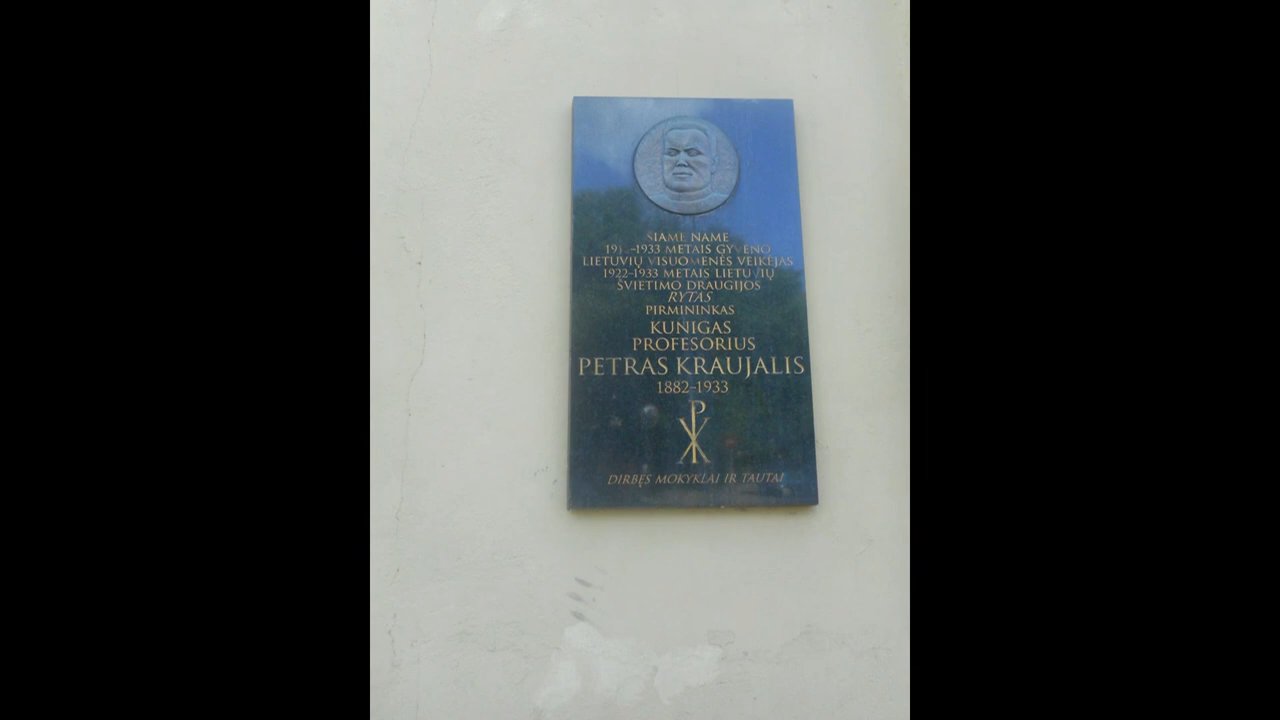 ŠIAME NAME
METAIS GYVENO
LIETUVIŲ VISUOMENĖS VEIKĖJAS
1922–1933 METAIS LIETUVIŲ
ŠVIETIMO DRAUGIJOS
RYTAS
PIRMININKAS
KUNIGAS
PROFESORIUS
PETRAS KRAUJALIS
1882–1933
DIRBĘS MOKYKLAI IR TAUTAI